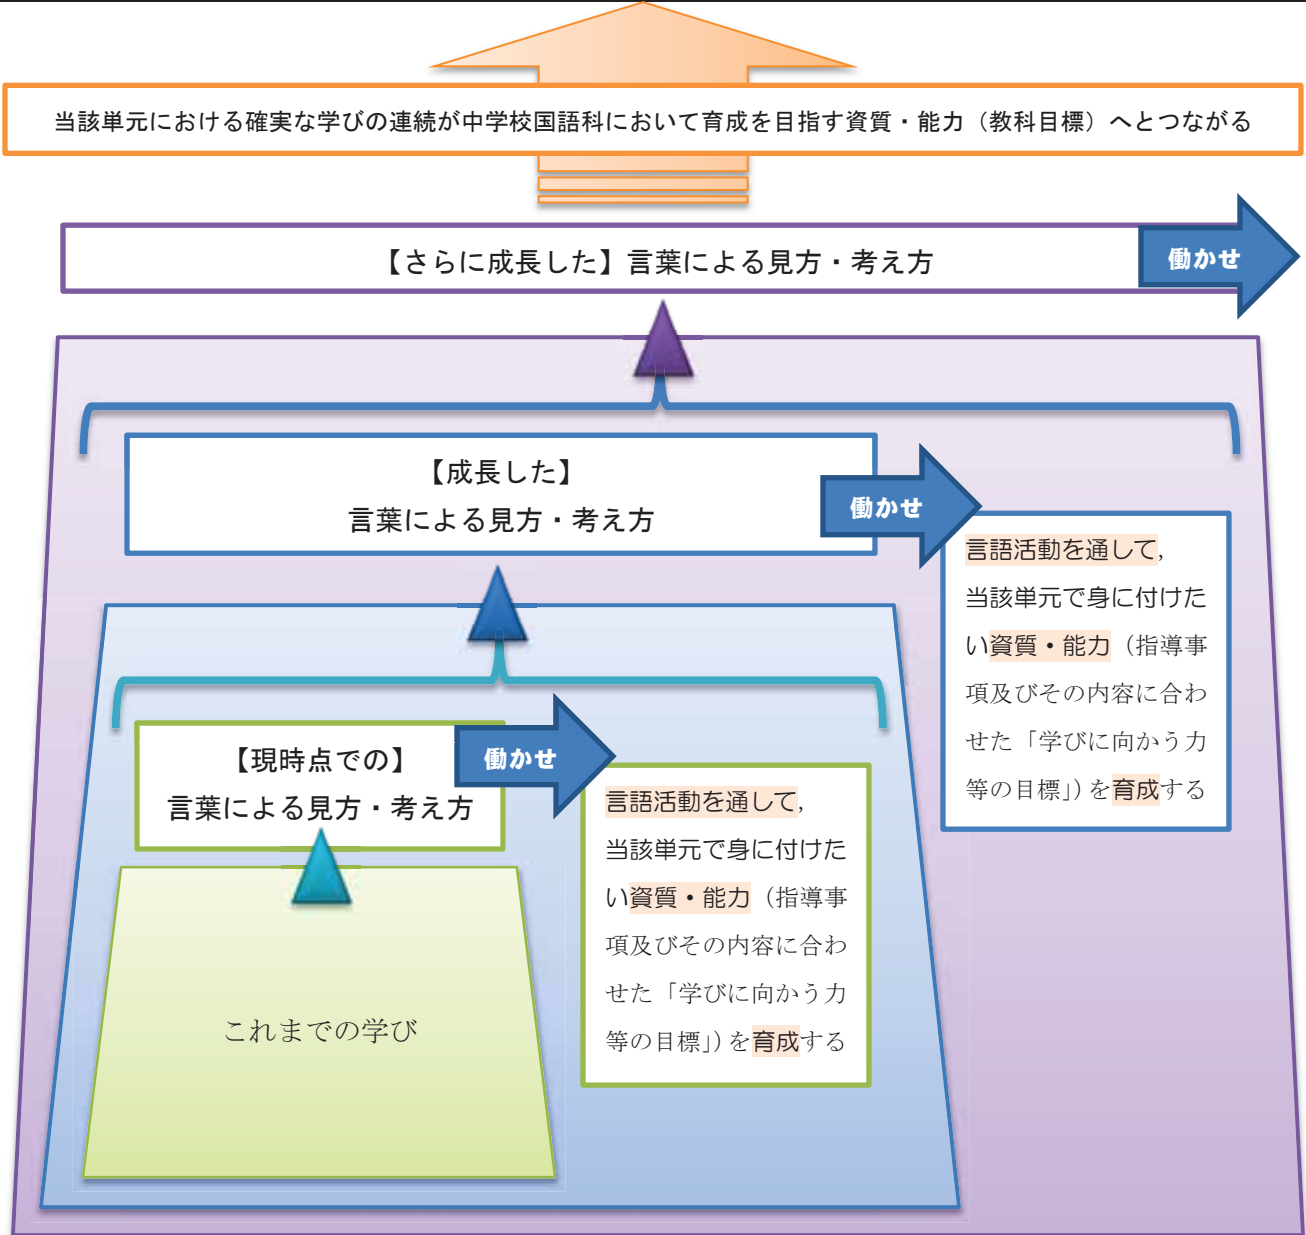 当該単元における確実な学びの連続が中学校国語科において育成を目指す資質・能力（教科目標）へとつながる
【さらに成長した】言葉による見方・考え方
働かせ
【成長した】
言葉による見方・考え方
働かせ
言語活動を通して,
当該単元で身に付けた
い資質・能力（指導事
項及びその内容に合わ
せた「学びに向かう力
等の目標」）を育成する
【現時点での】
言葉による見方・考え方
働かせ
言語活動を通して,
当該単元で身に付けた
い資質・能力（指導事
項及びその内容に合わ
せた「学びに向かう力
等の目標」）を育成する
これまでの学び